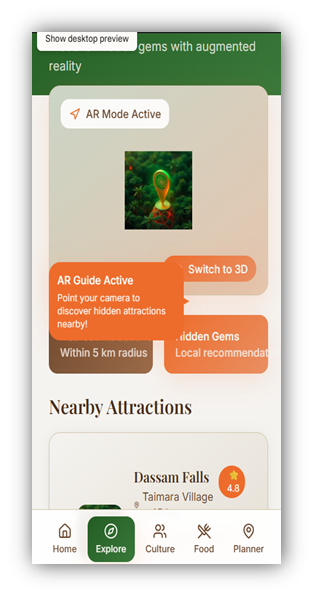 Show desktop preview
gems with augmented
reality
AR Mode Active
Switch to 3D
AR Guide Active
Point your camera to
discover hidden attractions
nearby!
Within 5 km radius
Hidden Gems
Local recommendat
Nearby Attractions
Dassam Falls
4.8
Taimara Village
Home
Explore
Culture
Food
Planner